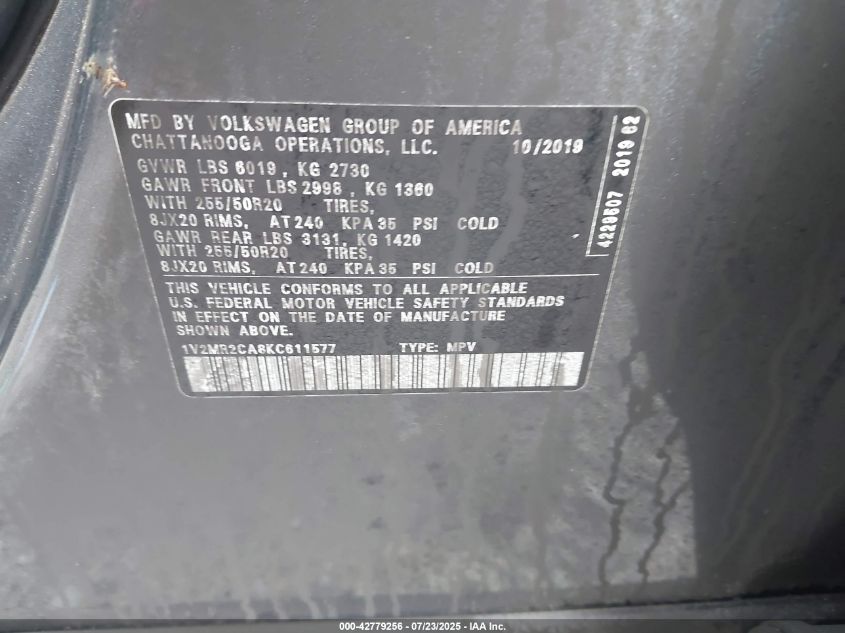 MFD BY VOLKSWAGEN GROUP OF AMERICA
CHATTANOOGA OPERATIONS, LLC. 10/2019
GVWR LBS 6019 , KG 2730
GAWR FRONT LBS 2998 , KG 1360
WITH 255/50R20 TIRES,
8JX20 RIMS, AT 240 KPA 35 PSI COLD
GAWR REAR LBS 3131, KG 1420
WITH 255/50R20 TIRES,
8JX20 RIMS, AT 240 KPA 35 PSI COLD
THIS VEHICLE CONFORMS TO ALL APPLICABLE
U.S. FEDERAL MOTOR VEHICLE SAFETY STANDARDS
IN EFFECT ON THE DATE OF MANUFACTURE
SHOWN ABOVE.
1V2MR2CA8KC611577 TYPE: MPV
4229507 2019 62
000-42779256 / 07/23/2025 - IAA Inc.